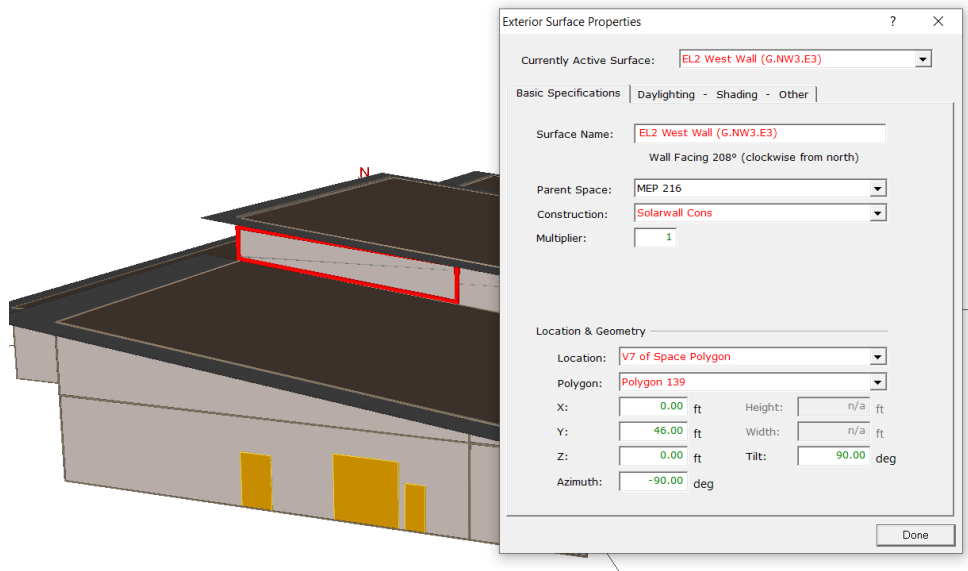 Exterior Surface Properties ? ×
Currently Active Surface: EL2 West Wall (G.NW3.E3)
Basic Specifications Daylighting - Shading - Other
Surface Name: EL2 West Wall (G.NW3.E3)
Wall Facing 208° (clockwise from north)
N
Parent Space: MEP 216
Construction: Solarwall Cons
Multiplier: 1
Location & Geometry
Location: V7 of Space Polygon
Polygon: Polygon 139
X: 0.00 ft Height: n/a ft
Y: 46.00 ft Width: n/a ft
Z: 0.00 ft Tilt: 90.00 deg
Azimuth: -90.00 deg
Done